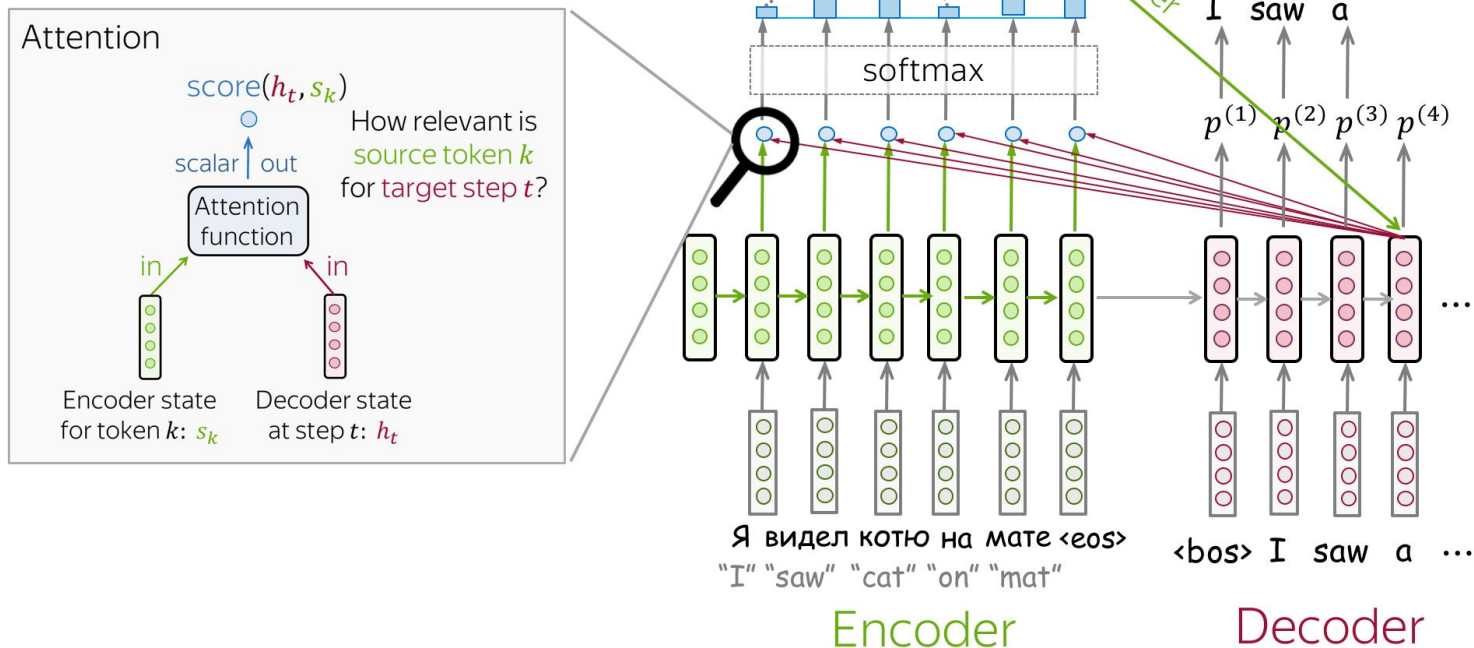 Attention
score(h_t, s_k)
scalar out
Attention
function
in
in
How relevant is
source token k
for target step t?
Encoder state
for token k: s_k
Decoder state
at step t: h_t
softmax
I saw a
p^(1) p^(2) p^(3) p^(4)
...
Я видел котю на мате <eos>
"I" "saw" "cat" "on" "mat"
Encoder
<bos> I saw a ...
Decoder